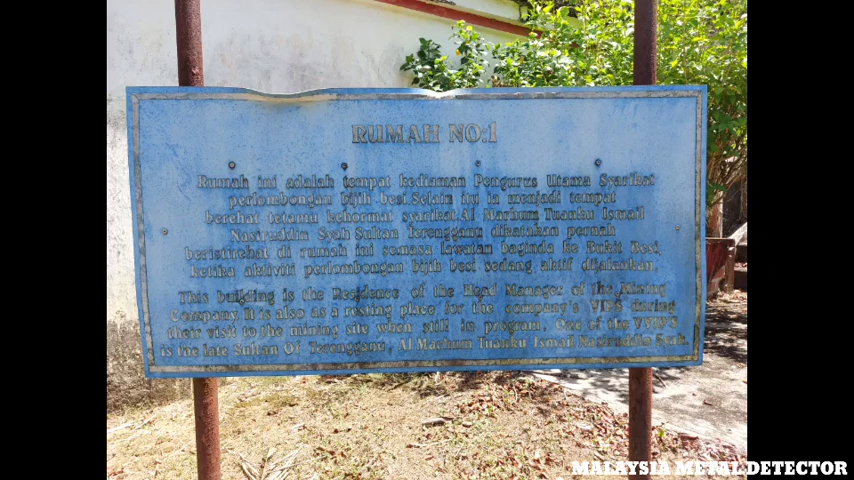 RUMAH NO:1
Rumah ini adalah tempat kediaman Pengurus Utama Syarikat
perlombongan bijih besi.Selain itu ia menjadi tempat
berehat tetamu kehormat syarikat.Al Marhum Tuanku Ismail
Nasiruddin Syah Sultan Terengganu dikatakan pernah
beristirehat di rumah ini semasa lawatan baginda ke Bukit Besi,
ketika aktiviti perlombongan bijih besi sedang aktif dijalankan.
This building is the Residence of the Head Manager of the Mining
Company. It is also as a resting place for the company's VIPS during
their visit to the mining site when still in program. One of the VVIPS
is the late Sultan Of Terengganu, Al Marhum Tuanku Ismail Nasiruddin Syah.
MALAYSIA METAL DETECTOR